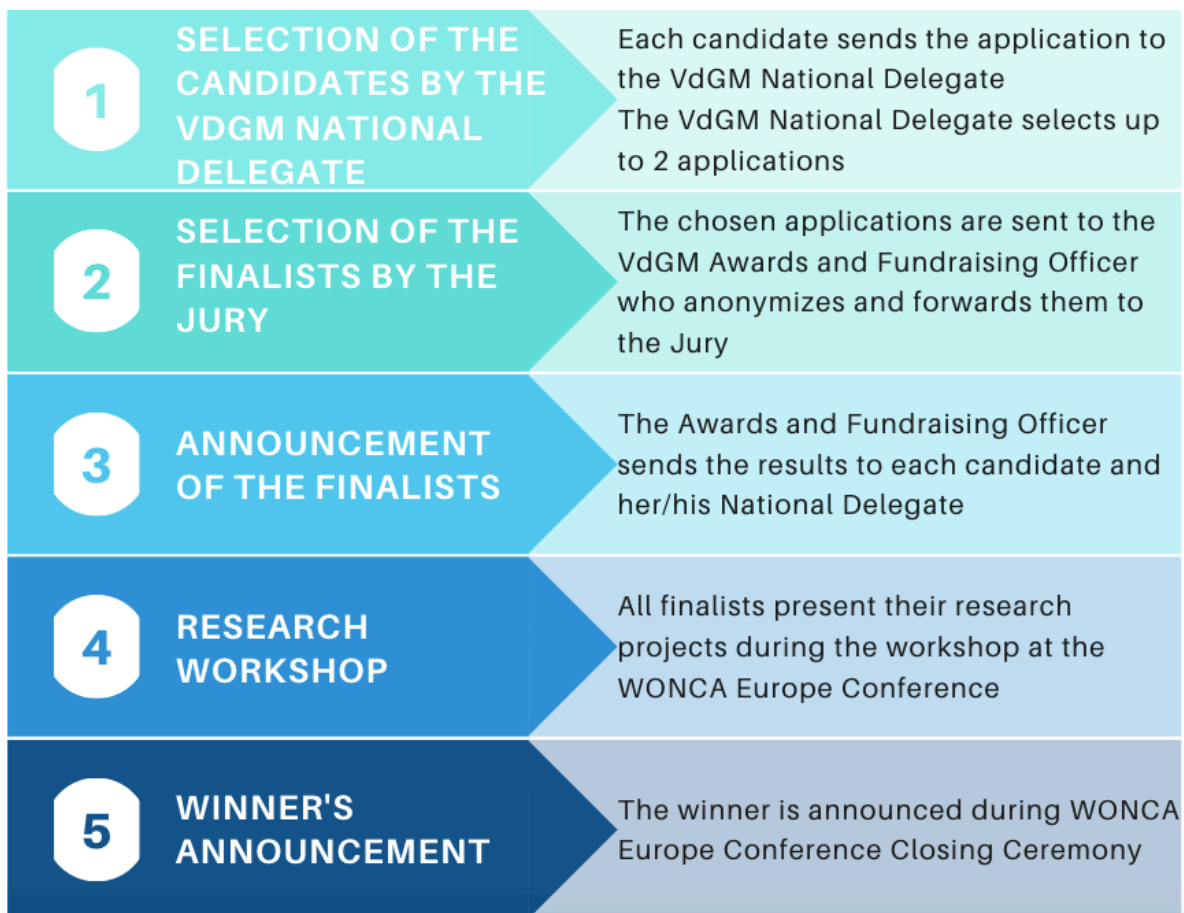 1
SELECTION OF THE
CANDIDATES BY THE
VDGM NATIONAL
DELEGATE
Each candidate sends the application to
the VdGM National Delegate
The VdGM National Delegate selects up
to 2 applications
2
SELECTION OF THE
FINALISTS BY THE
JURY
The chosen applications are sent to the
VdGM Awards and Fundraising Officer
who anonymizes and forwards them to
the Jury
3
ANNOUNCEMENT
OF THE FINALISTS
The Awards and Fundraising Officer
sends the results to each candidate and
her/his National Delegate
4
RESEARCH
WORKSHOP
All finalists present their research
projects during the workshop at the
WONCA Europe Conference
5
WINNER'S
ANNOUNCEMENT
The winner is announced during WONCA
Europe Conference Closing Ceremony